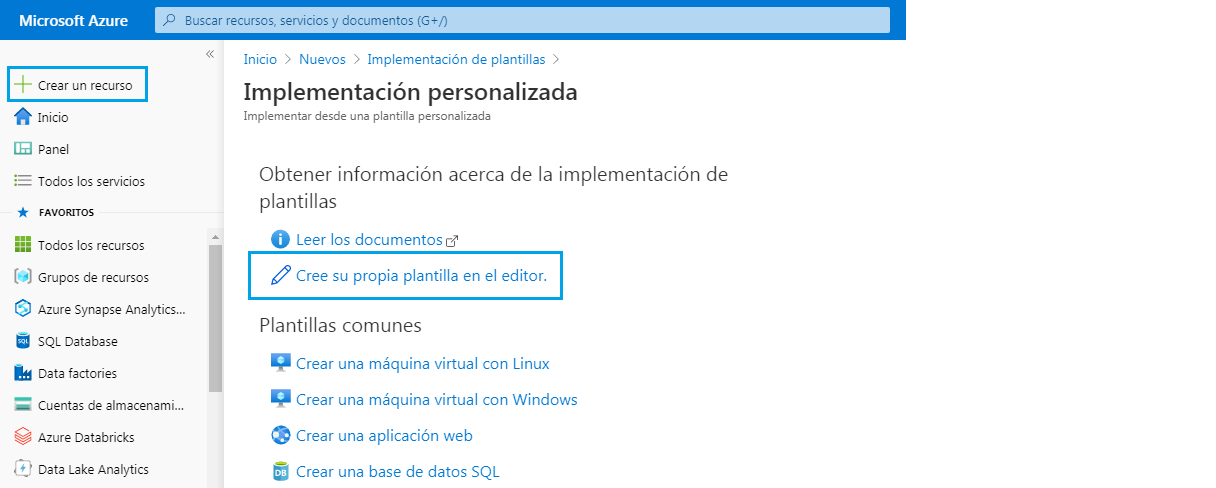 Microsoft Azure
Buscar recursos, servicios y documentos (G+/)
Crear un recurso
Inicio
Panel
Todos los servicios
FAVORITOS
Todos los recursos
Grupos de recursos
Azure Synapse Analytics...
SQL Database
Data factories
Cuentas de almacenami...
Azure Databricks
Data Lake Analytics
Inicio > Nuevos > Implementación de plantillas >
Implementación personalizada
Implementar desde una plantilla personalizada
Obtener información acerca de la implementación de
plantillas
Leer los documentos
Cree su propia plantilla en el editor.
Plantillas comunes
Crear una máquina virtual con Linux
Crear una máquina virtual con Windows
Crear una aplicación web
Crear una base de datos SQL